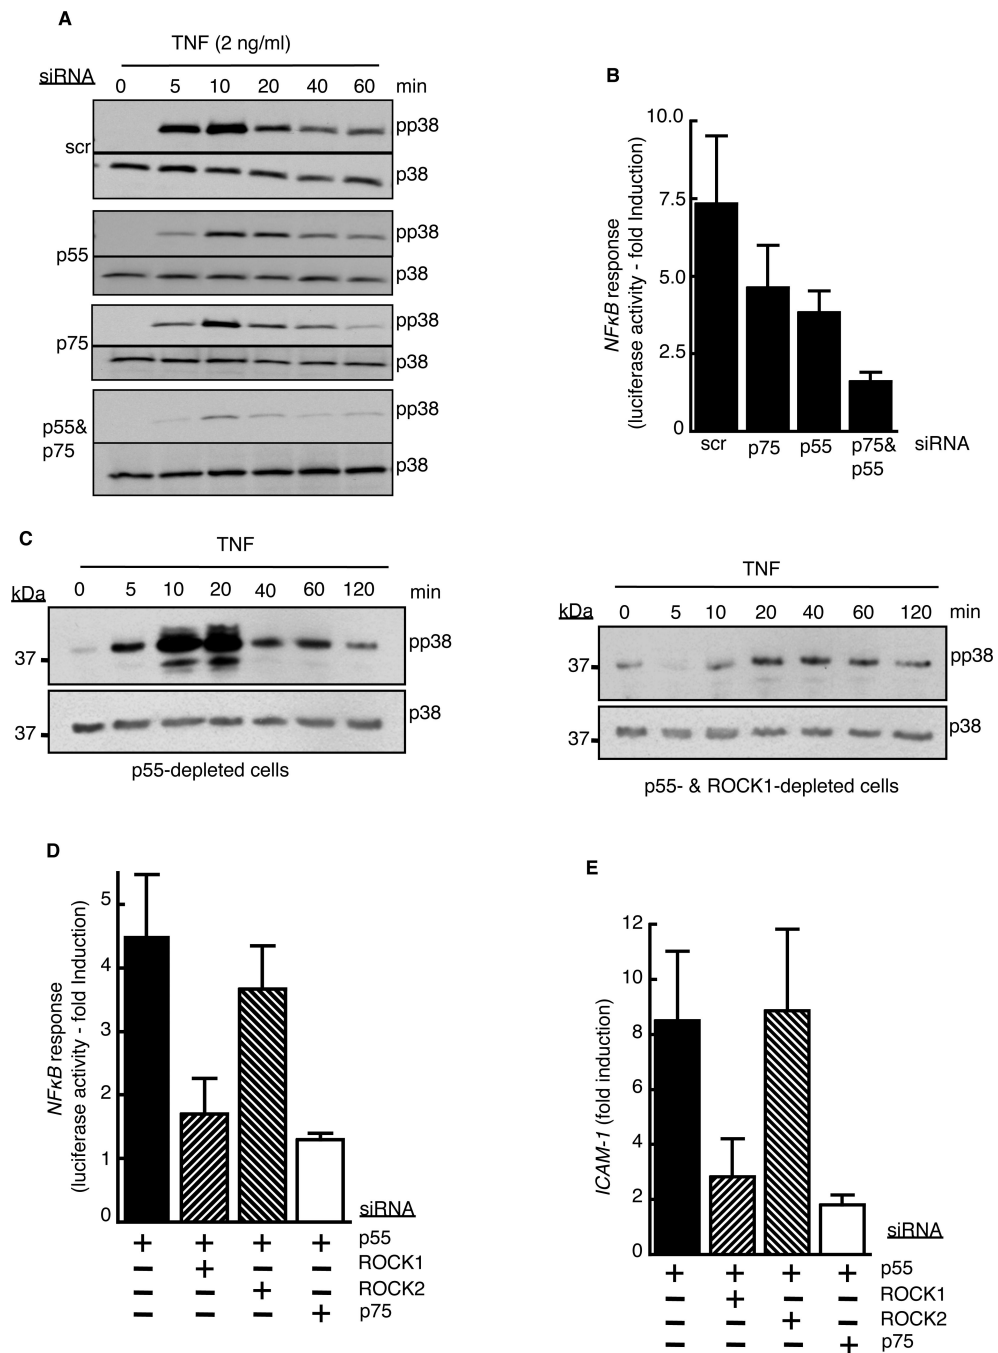 A
TNF (2 ng/ml)
siRNA
0 5 10 20 40 60 min
scr
pp38
p38
p55
pp38
p38
p75
pp38
p38
p55&
p75
pp38
p38
B
NFκB response
(luciferase activity - fold Induction)
10.0
7.5
5.0
2.5
0
scr p75 p55 p75& siRNA
p55
C
TNF
kDa 0 5 10 20 40 60 120 min
37
pp38
37
p38
p55-depleted cells
TNF
kDa 0 5 10 20 40 60 120 min
37
pp38
37
p38
p55- & ROCK1-depleted cells
D
NFκB response
(luciferase activity - fold Induction)
5
4
3
2
1
0
siRNA
+ + + + p55
– + – – ROCK1
– – + – ROCK2
– – – + p75
E
ICAM-1 (fold induction)
12
10
8
6
4
2
0
siRNA
+ + + + p55
– + – – ROCK1
– – + – ROCK2
– – – + p75